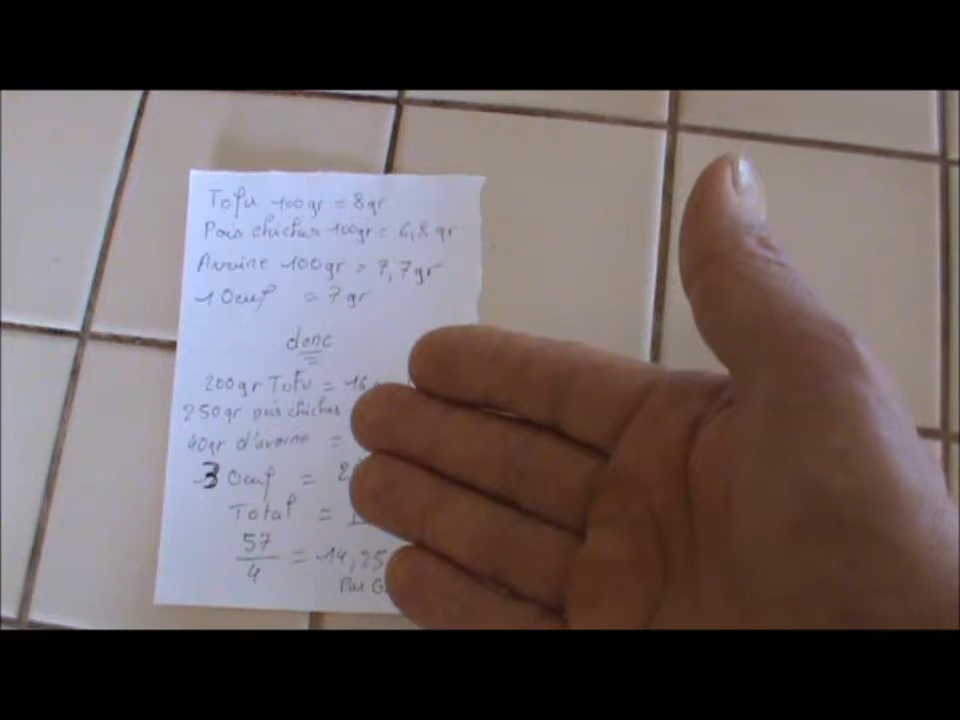 Tofu 100gr = 8gr
Pois chiches 100gr = 6,8 gr
Avoine 100gr = 7,7gr
1 Oeuf = 7 gr
donc
200gr Tofu = 16
250gr pois chiches
40gr d'avoine =
3 Oeuf = 2
Total =
57
4
= 14,25
Par